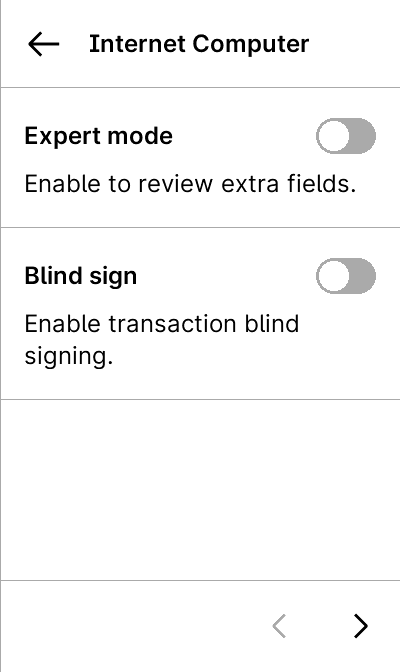 Internet Computer
Expert mode
Enable to review extra fields.
Blind sign
Enable transaction blind
signing.